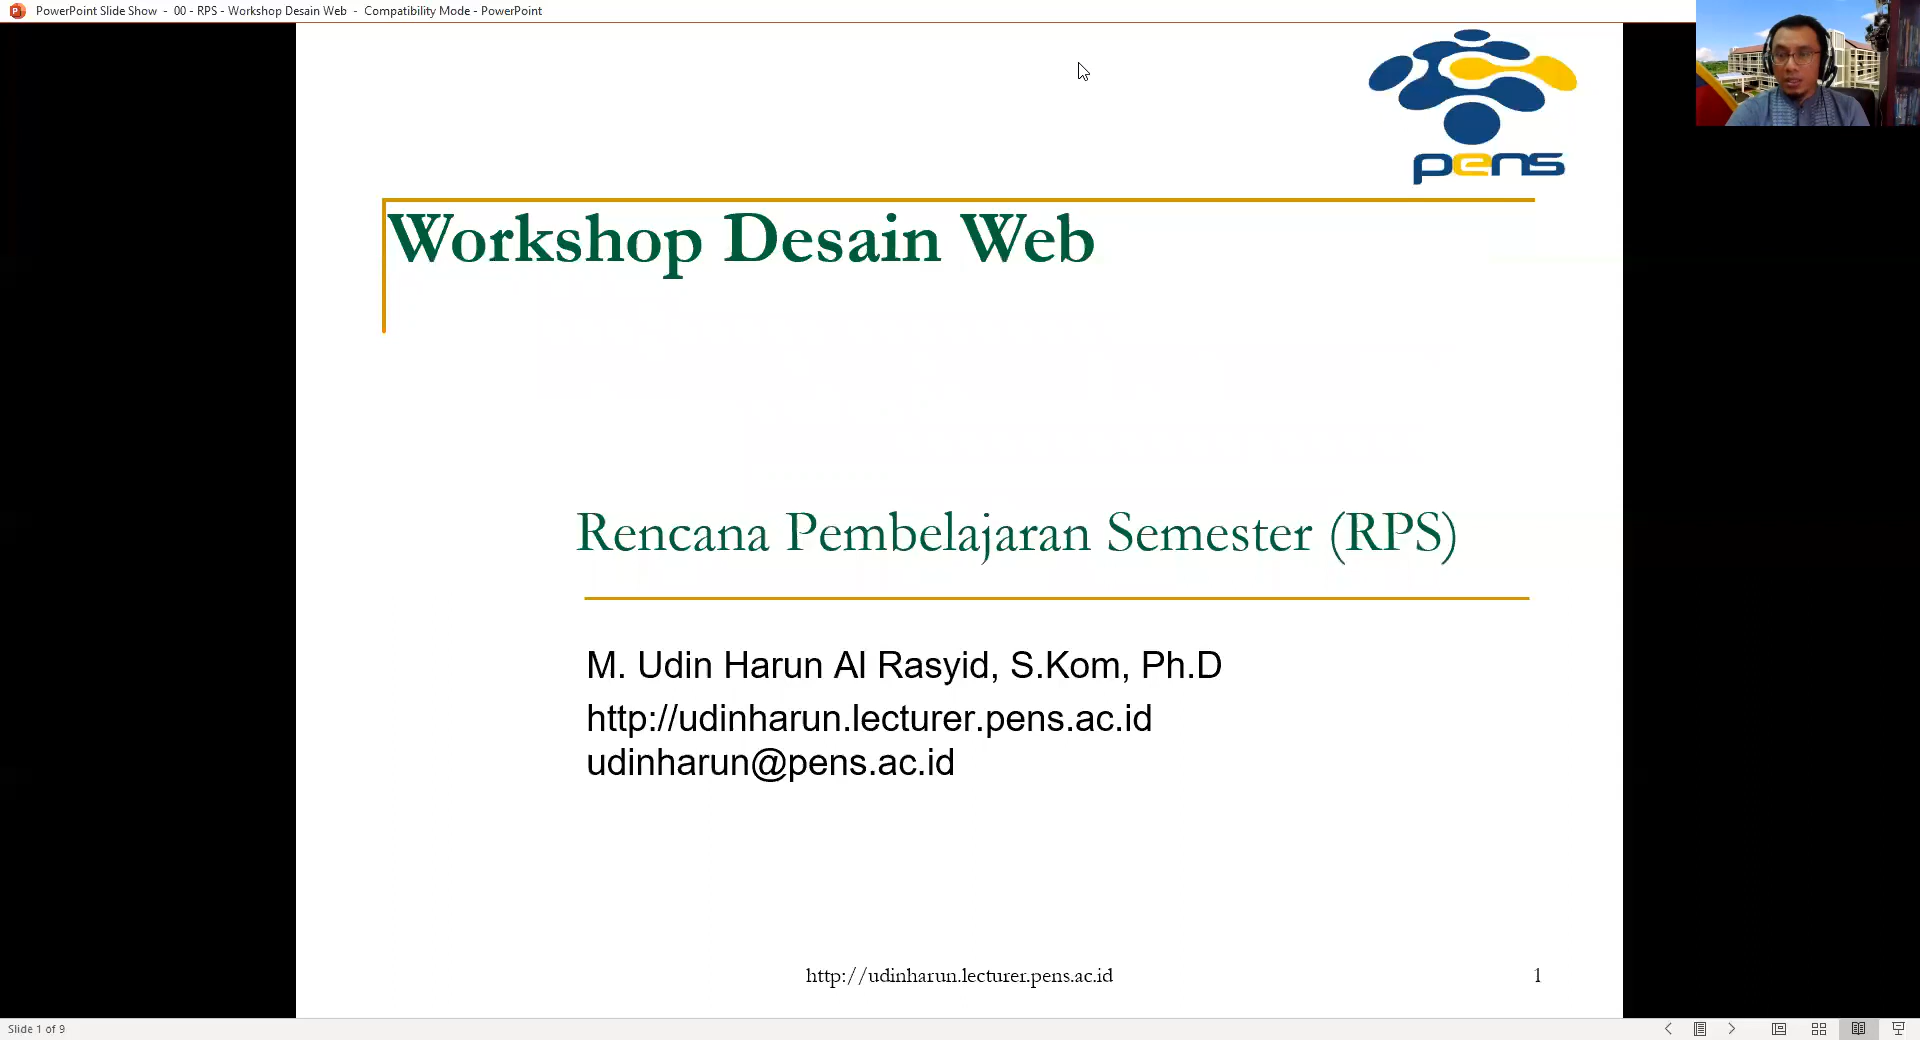 PowerPoint Slide Show - 00 - RPS - Workshop Desain Web - Compatibility Mode - PowerPoint
pens
Workshop Desain Web
Rencana Pembelajaran Semester (RPS)
M. Udin Harun Al Rasyid, S.Kom, Ph.D
http://udinharun.lecturer.pens.ac.id
udinharun@pens.ac.id
http://udinharun.lecturer.pens.ac.id
1
Slide 1 of 9